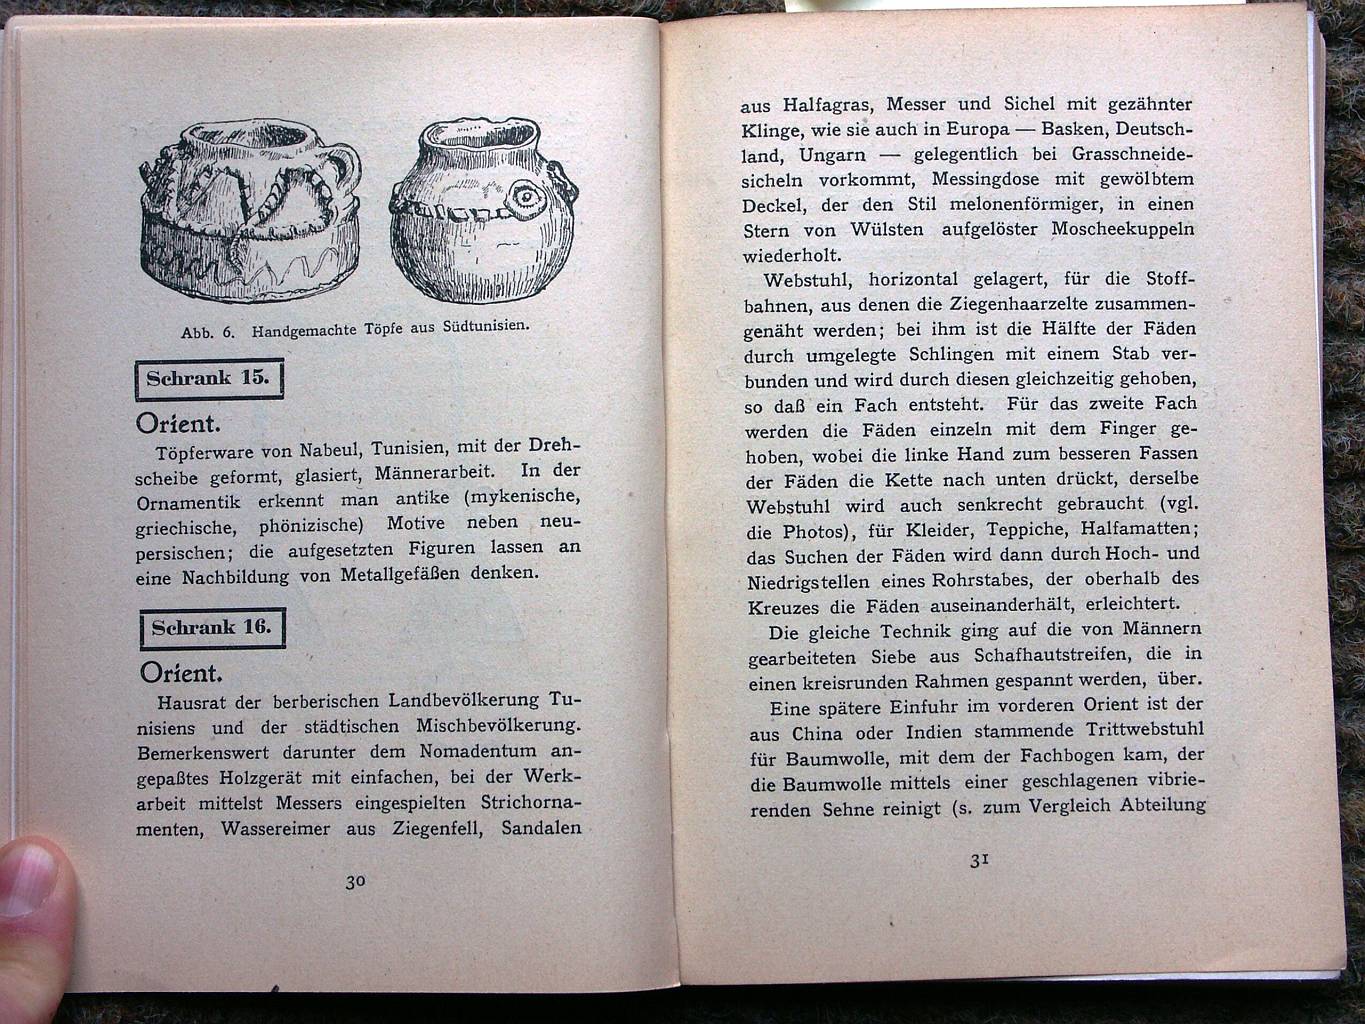 Abb. 6. Handgemachte Töpfe aus Südtunisien.
Schrank 15.
Orient.
Töpferware von Nabeul, Tunisien, mit der Dreh-
scheibe geformt, glasiert, Männerarbeit. In der
Ornamentik erkennt man antike (mykenische,
griechische, phönizische) Motive neben neu-
persischen; die aufgesetzten Figuren lassen an
eine Nachbildung von Metallgefäßen denken.
Schrank 16.
Orient.
Hausrat der berberischen Landbevölkerung Tu-
nisiens und der städtischen Mischbevölkerung.
Bemerkenswert darunter dem Nomadentum an-
gepaßtes Holzgerät mit einfachen, bei der Werk-
arbeit mittelst Messers eingespielten Strichorna-
menten, Wassereimer aus Ziegenfell, Sandalen
30
aus Halfagras, Messer und Sichel mit gezähnter
Klinge, wie sie auch in Europa — Basken, Deutsch-
land, Ungarn — gelegentlich bei Grasschneide-
sicheln vorkommt, Messingdose mit gewölbtem
Deckel, der den Stil melonenförmiger, in einen
Stern von Wülsten aufgelöster Moscheekuppeln
wiederholt.
Webstuhl, horizontal gelagert, für die Stoff-
bahnen, aus denen die Ziegenhaarzelte zusammen-
genäht werden; bei ihm ist die Hälfte der Fäden
durch umgelegte Schlingen mit einem Stab ver-
bunden und wird durch diesen gleichzeitig gehoben,
so daß ein Fach entsteht. Für das zweite Fach
werden die Fäden einzeln mit dem Finger ge-
hoben, wobei die linke Hand zum besseren Fassen
der Fäden die Kette nach unten drückt, derselbe
Webstuhl wird auch senkrecht gebraucht (vgl.
die Photos), für Kleider, Teppiche, Halfamatten;
das Suchen der Fäden wird dann durch Hoch- und
Niedrigstellen eines Rohrstabes, der oberhalb des
Kreuzes die Fäden auseinanderhält, erleichtert.
Die gleiche Technik ging auf die von Männern
gearbeiteten Siebe aus Schafhautstreifen, die in
einen kreisrunden Rahmen gespannt werden, über.
Eine spätere Einfuhr im vorderen Orient ist der
aus China oder Indien stammende Trittwebstuhl
für Baumwolle, mit dem der Fachbogen kam, der
die Baumwolle mittels einer geschlagenen vibrie-
renden Sehne reinigt (s. zum Vergleich Abteilung
31